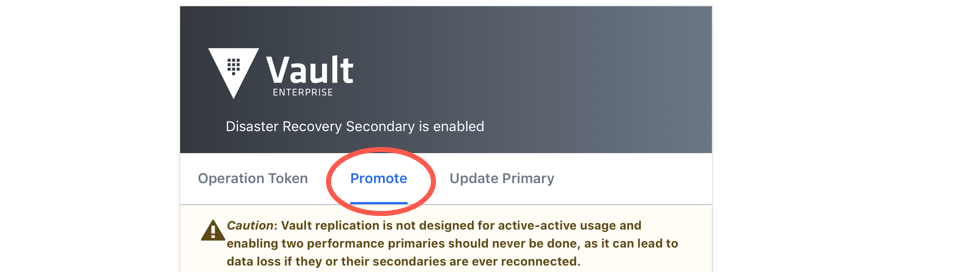 Vault
ENTERPRISE
Disaster Recovery Secondary is enabled
Operation Token Promote Update Primary
Caution: Vault replication is not designed for active-active usage and
enabling two performance primaries should never be done, as it can lead to
data loss if they or their secondaries are ever reconnected.